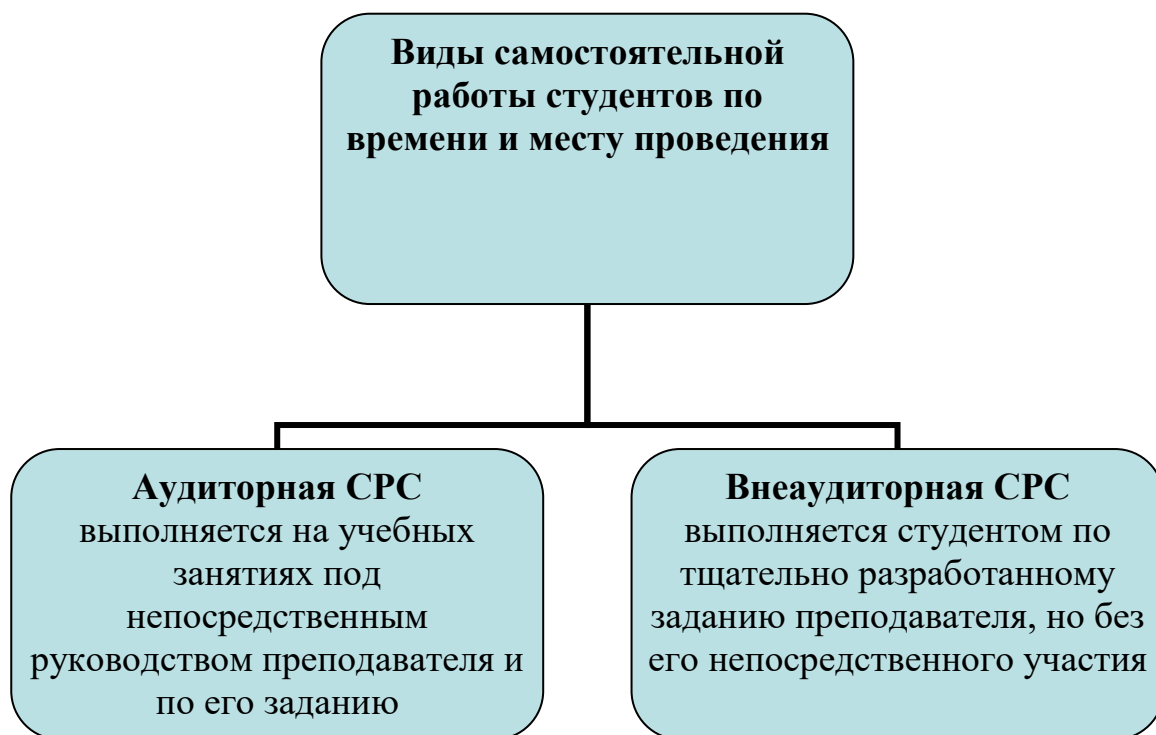 Виды самостоятельной
работы студентов по
времени и месту проведения
Аудиторная СРС
выполняется на учебных
занятиях под
непосредственным
руководством преподавателя и
по его заданию
Внеаудиторная СРС
выполняется студентом по
тщательно разработанному
заданию преподавателя, но без
его непосредственного участия